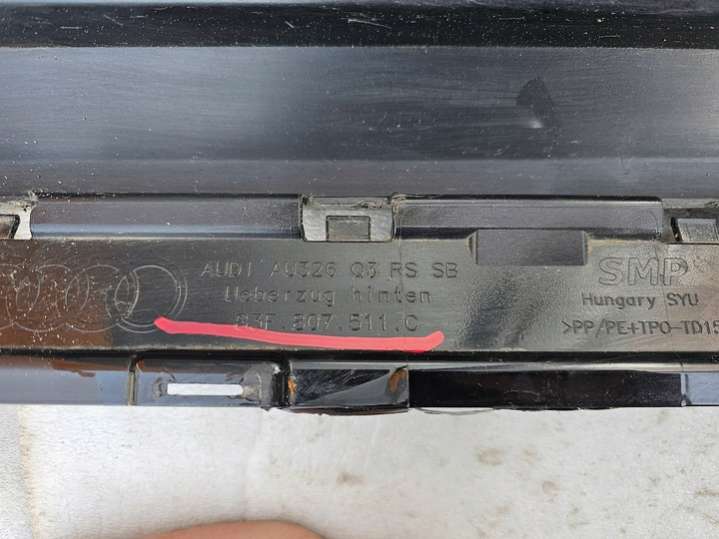 AUDI AU326 Q3 RS SB
Ueberzug hinten
83F.807.511.C
SMP
Hungary SYU
>PP/PE+TPO-TD15